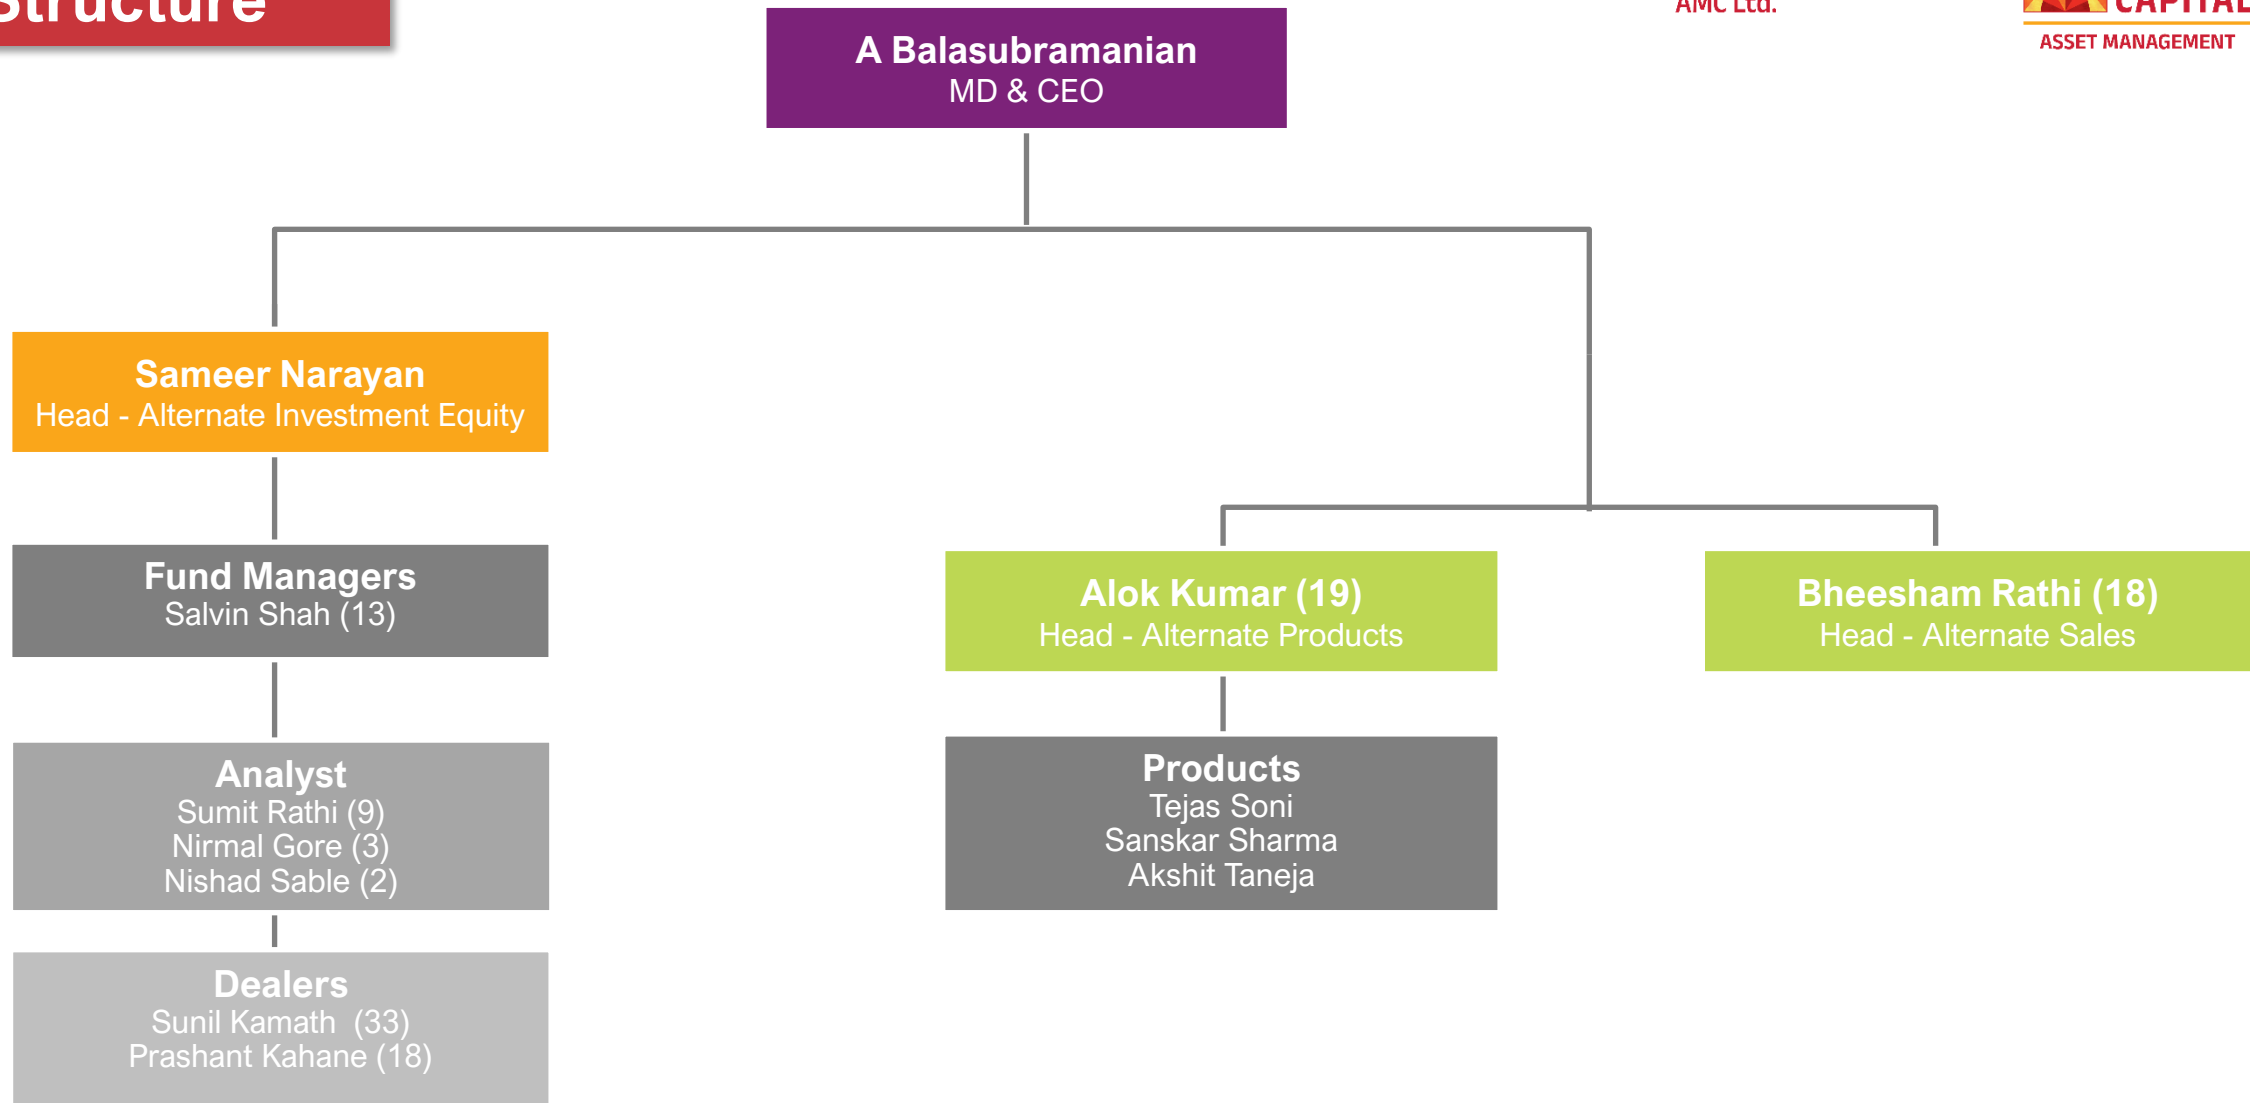 Structure
AMC Ltd.
CAPITAL
ASSET MANAGEMENT
A Balasubramanian
MD & CEO
Sameer Narayan
Head - Alternate Investment Equity
Fund Managers
Salvin Shah (13)
Analyst
Sumit Rathi (9)
Nirmal Gore (3)
Nishad Sable (2)
Dealers
Sunil Kamath  (33)
Prashant Kahane (18)
Alok Kumar (19)
Head - Alternate Products
Products
Tejas Soni
Sanskar Sharma
Akshit Taneja
Bheesham Rathi (18)
Head - Alternate Sales